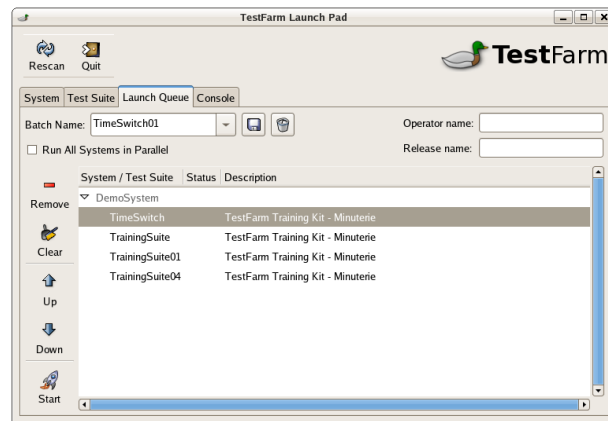 TestFarm Launch Pad
Rescan Quit
TestFarm
System Test Suite Launch Queue Console
Batch Name: TimeSwitch01 Operator name:
Run All Systems in Parallel Release name:
System / Test Suite Status Description
Remove
DemoSystem
TimeSwitch TestFarm Training Kit - Minuterie
TrainingSuite TestFarm Training Kit - Minuterie
Clear
TrainingSuite01 TestFarm Training Kit - Minuterie
TrainingSuite04 TestFarm Training Kit - Minuterie
Up
Down
Start